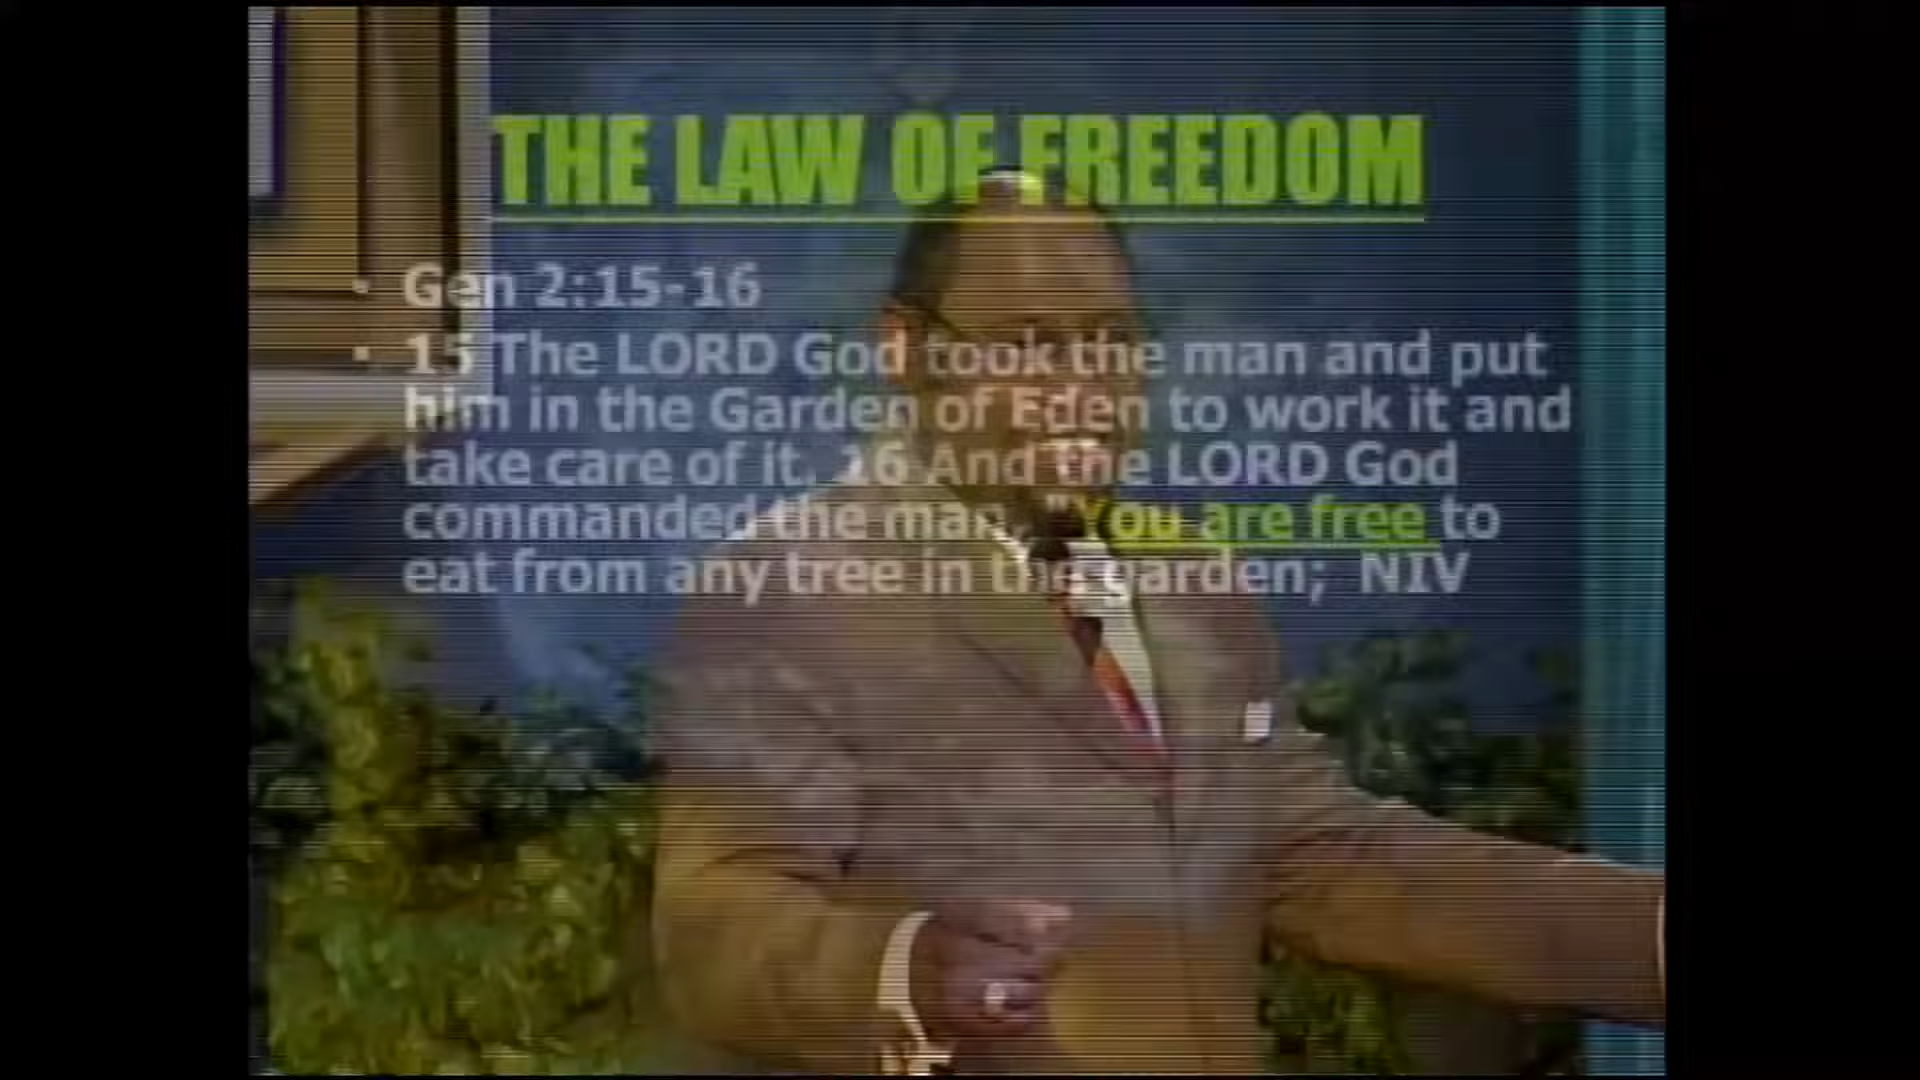 THE LAW OF FREEDOM
• Gen 2:15-16
• 15 The LORD God took the man and put
him in the Garden of Eden to work it and
take care of it. 16 And the LORD God
commanded the man, "You are free to
eat from any tree in the garden; NIV